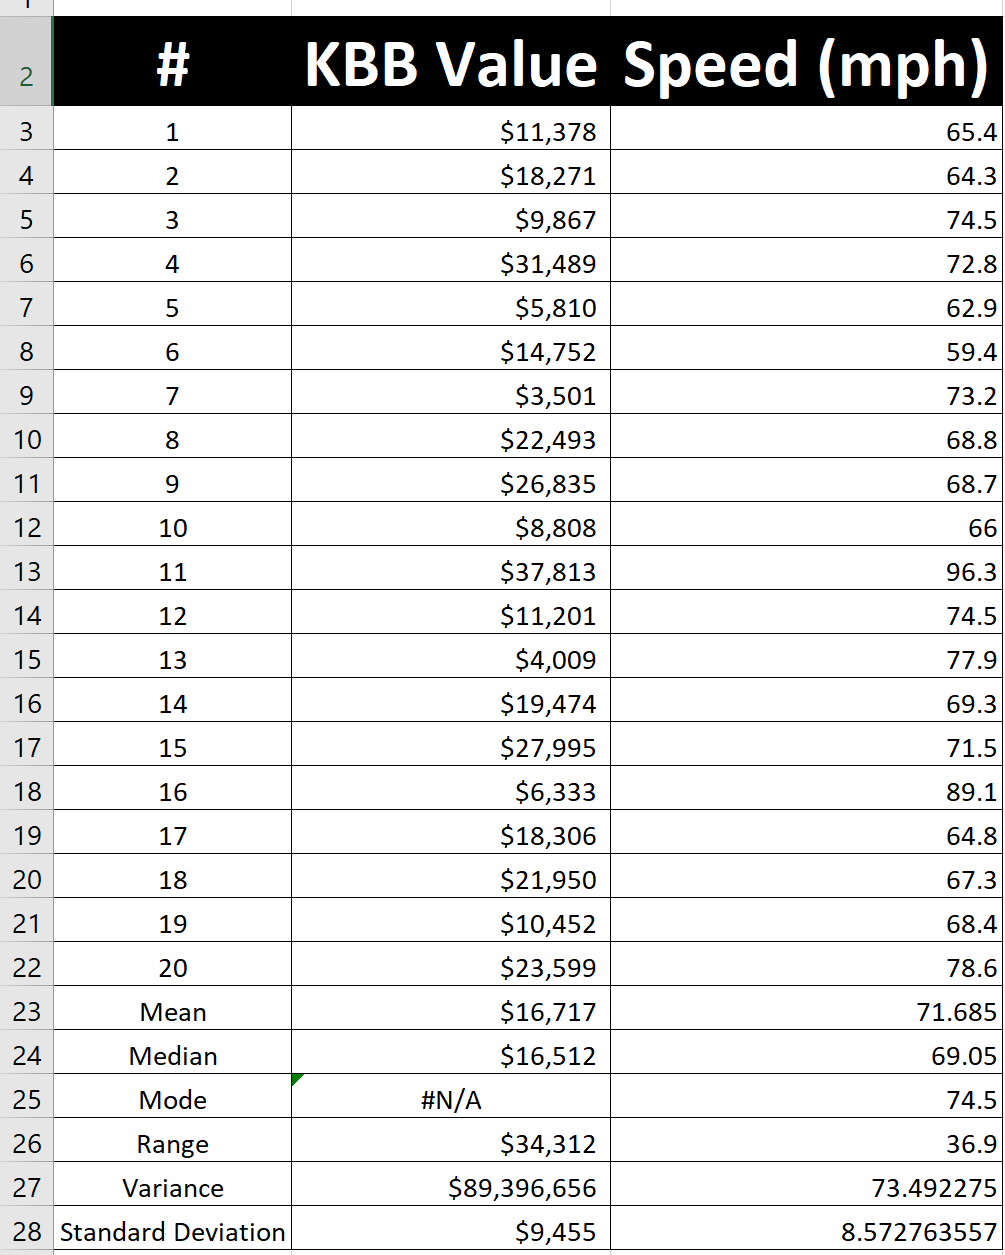 2 # KBB Value Speed (mph)
3 1 $11,378 65.4
4 2 $18,271 64.3
5 3 $9,867 74.5
6 4 $31,489 72.8
7 5 $5,810 62.9
8 6 $14,752 59.4
9 7 $3,501 73.2
10 8 $22,493 68.8
11 9 $26,835 68.7
12 10 $8,808 66
13 11 $37,813 96.3
14 12 $11,201 74.5
15 13 $4,009 77.9
16 14 $19,474 69.3
17 15 $27,995 71.5
18 16 $6,333 89.1
19 17 $18,306 64.8
20 18 $21,950 67.3
21 19 $10,452 68.4
22 20 $23,599 78.6
23 Mean $16,717 71.685
24 Median $16,512 69.05
25 Mode #N/A 74.5
26 Range $34,312 36.9
27 Variance $89,396,656 73.492275
28 Standard Deviation $9,455 8.572763557